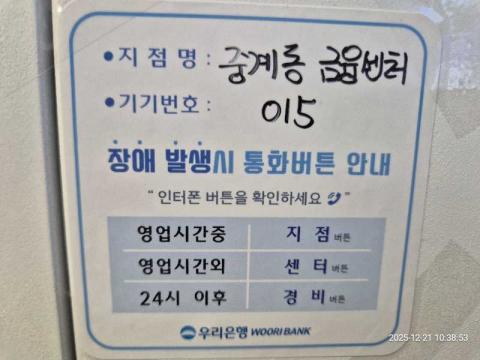 • 지점명 : 중계동 금융센터
• 기기번호 : 015
장애 발생시 통화버튼 안내
“ 인터폰 버튼을 확인하세요 ”
영업시간중 지점버튼
영업시간외 센터버튼
24시 이후 경비버튼
우리은행 WOORI BANK
2025-12-21 10:38:53